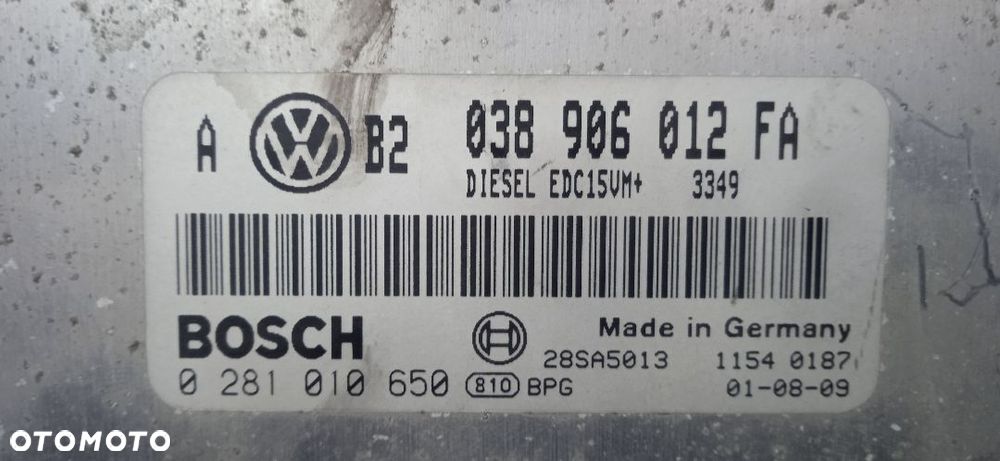 A VW B2 038 906 012 FA
DIESEL EDC15VM+ 3349
BOSCH
Made in Germany
28SA5013 1154 0187
0 281 010 650 810 BPG 01-08-09
OTOMOTO